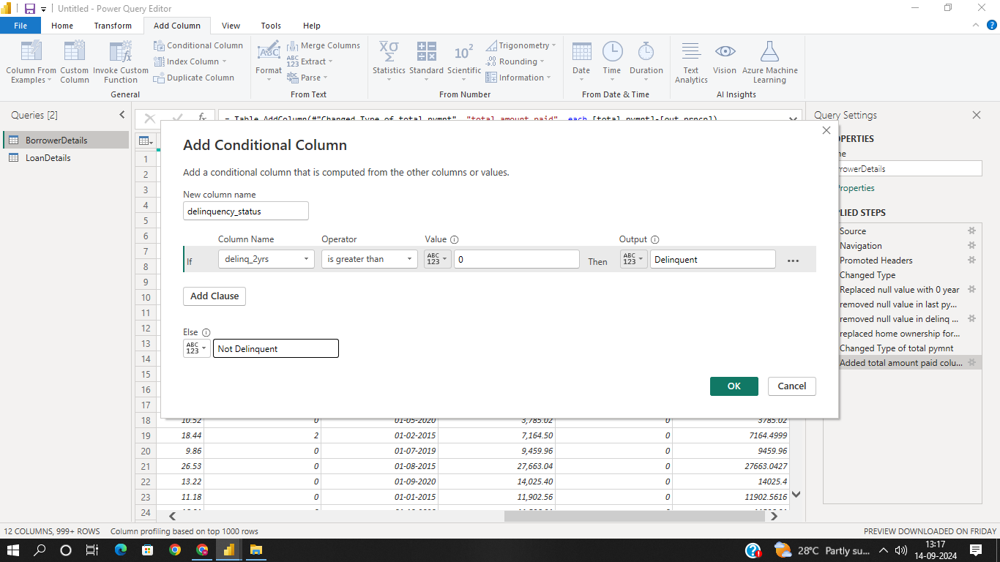 Untitled - Power Query Editor
File Home Transform Add Column View Tools Help
Column From Examples
Custom Column
Invoke Custom Function
Conditional Column
Index Column
Duplicate Column
General
ABC
Format
Merge Columns
ABC 123 Extract
abc Parse
From Text
XΟ Σ
Statistics
Standard
10²
Scientific
Trigonometry
.00 Rounding
Information
From Number
Date
Time
Duration
From Date & Time
Text Analytics
Vision
Azure Machine Learning
AI Insights
Queries [2]
BorrowerDetails
LoanDetails
fx
= Table.AddColumn(#"Changed Type of total pymnt", "total amount paid", each [total_pymnt]-[out_prncp])
Add Conditional Column
Add a conditional column that is computed from the other columns or values.
New column name
delinquency_status
Column Name Operator Value Output
If delinq_2yrs is greater than ABC 123 0 Then ABC 123 Delinquent ...
Add Clause
Else
ABC 123 Not Delinquent
OK Cancel
1
2
3
4
5
6
7
8
9
10
11
12
13
14
15
16
17
18 10.52 0 01-05-2020 3,785.02 0 3785.02
19 18.44 2 01-02-2015 7,164.50 0 7164.4999
20 9.86 0 01-07-2019 9,459.96 0 9459.96
21 26.53 0 01-08-2015 27,663.04 0 27663.0427
22 13.22 0 01-09-2020 14,025.40 0 14025.4
23 11.18 0 01-01-2015 11,902.56 0 11902.5616
24
Query Settings
OPERTIES
me
rrowerDetails
roperties
PLIED STEPS
Source
Navigation
Promoted Headers
Changed Type
Replaced null value with 0 year
removed null value in last py...
removed null value in delinq ...
replaced home ownership for...
Changed Type of total pymnt
Added total amount paid colu...
12 COLUMNS, 999+ ROWS Column profiling based on top 1000 rows PREVIEW DOWNLOADED ON FRIDAY
28°C Partly su...
13:17
14-09-2024